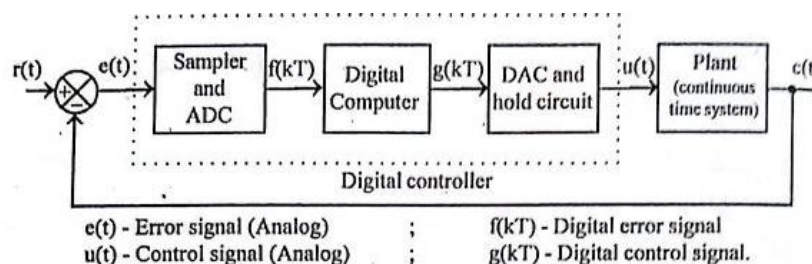 r(t)
+
−
e(t)
Sampler
and
ADC
f(kT)
Digital
Computer
g(kT)
DAC and
hold circuit
u(t)
Plant
(continuous
time system)
c(t
Digital controller
e(t) - Error signal (Analog) ; f(kT) - Digital error signal
u(t) - Control signal (Analog) ; g(kT) - Digital control signal.